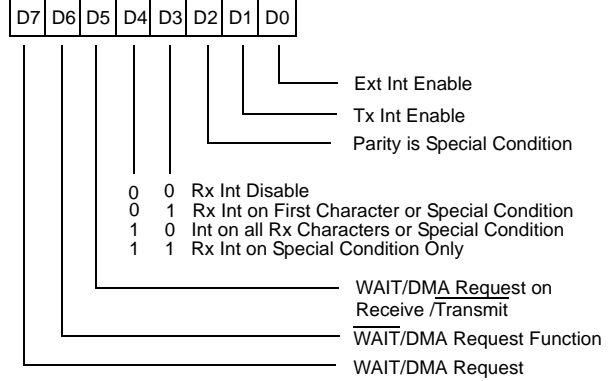 D7 D6 D5 D4 D3 D2 D1 D0
Ext Int Enable
Tx Int Enable
Parity is Special Condition
0 0 Rx Int Disable
0 1 Rx Int on First Character or Special Condition
1 0 Int on all Rx Characters or Special Condition
1 1 Rx Int on Special Condition Only
WAIT/DMA Request on
Receive /Transmit
WAIT/DMA Request Function
WAIT/DMA Request